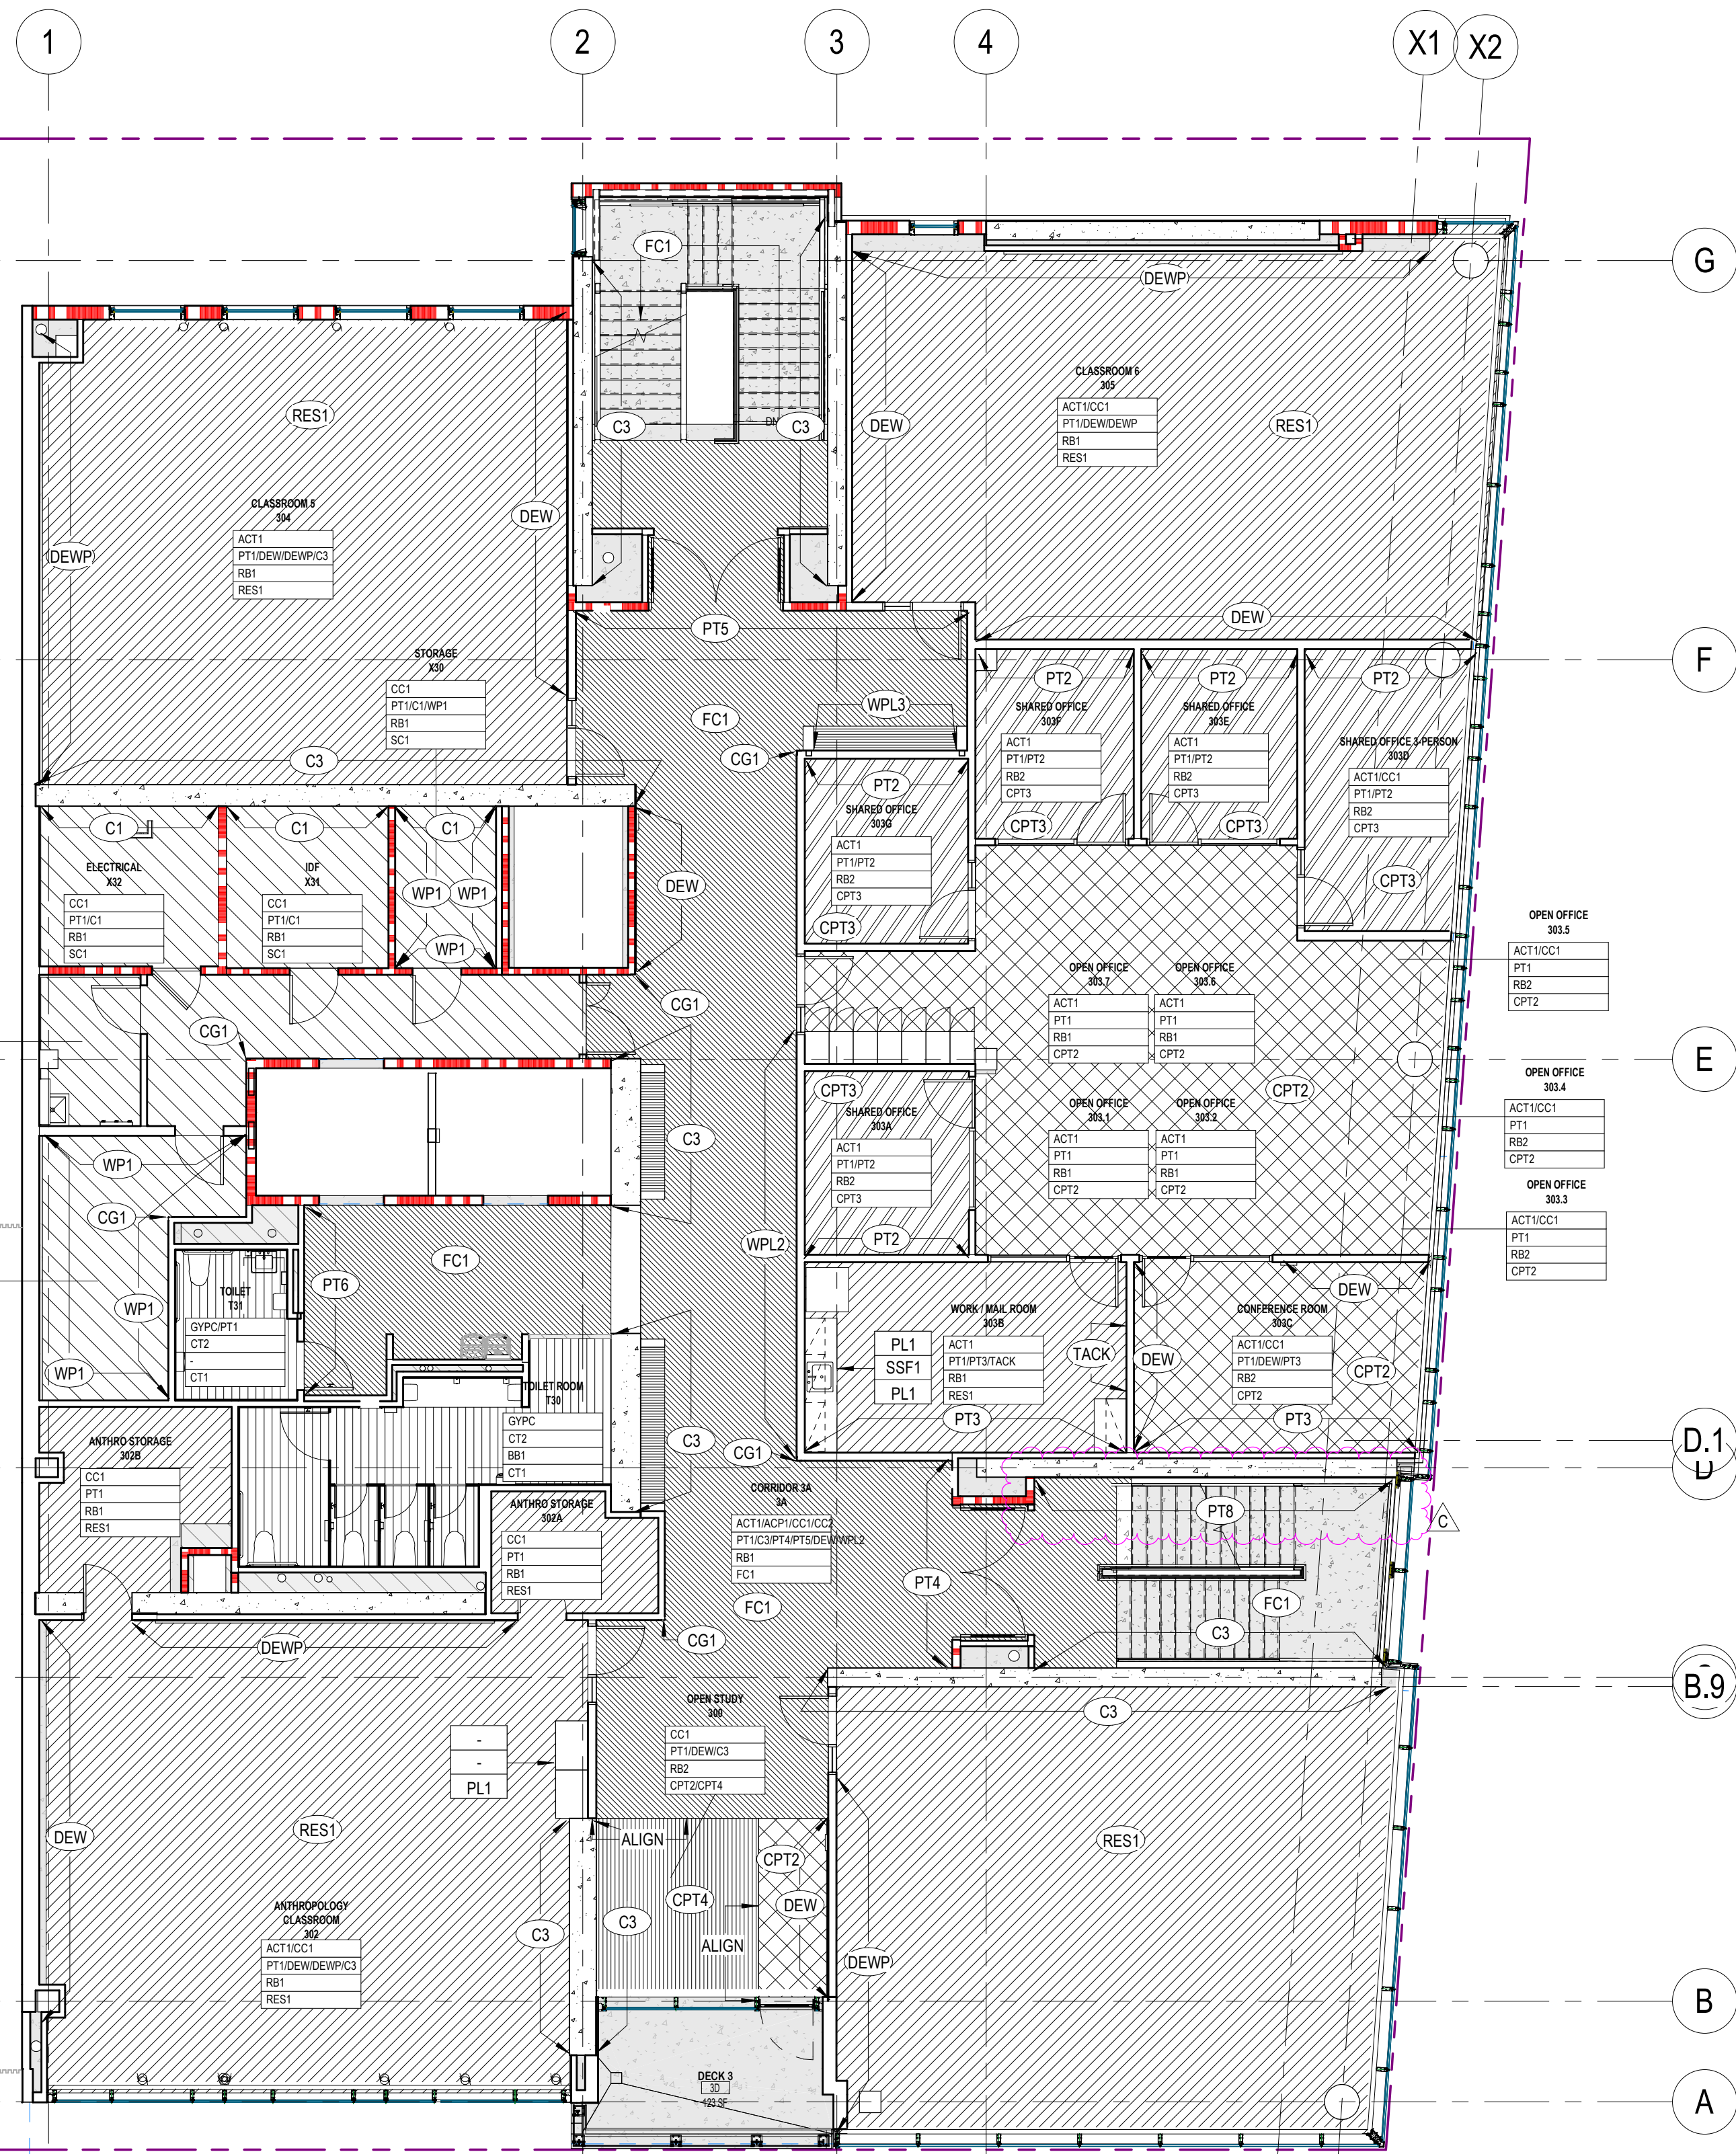 1
2
3
4
X1
X2
G
FC1
DEWP
CLASSROOM 6
305
ACT1/CC1
PT1/DEW/DEWP
RB1
RES1
RES1
C3
C3
DEW
RES1
CLASSROOM 5
304
ACT1
PT1/DEW/DEWP/C3
RB1
RES1
DEW
DEWP
PT5
DEW
F
STORAGE
X30
CC1
PT1/C1/WP1
RB1
SC1
PT2
PT2
PT2
SHARED OFFICE
303F
ACT1
PT1/PT2
RB2
CPT3
SHARED OFFICE
303E
ACT1
PT1/PT2
RB2
CPT3
SHARED OFFICE 3-PERSON
303D
ACT1/CC1
PT1/PT2
RB2
CPT3
FC1
WPL3
C3
CG1
PT2
SHARED OFFICE
303G
ACT1
PT1/PT2
RB2
CPT3
CPT3
CPT3
CPT3
CPT3
C1
C1
C1
ELECTRICAL
X32
CC1
PT1/C1
RB1
SC1
IDF
X31
CC1
PT1/C1
RB1
SC1
WP1
WP1
WP1
DEW
OPEN OFFICE
303.5
ACT1/CC1
PT1
RB2
CPT2
OPEN OFFICE
303.7
ACT1
PT1
RB1
CPT2
OPEN OFFICE
303.6
ACT1
PT1
RB1
CPT2
CG1
CG1
E
OPEN OFFICE
303.4
ACT1/CC1
PT1
RB2
CPT2
CPT3
CPT2
SHARED OFFICE
303A
ACT1
PT1/PT2
RB2
CPT3
OPEN OFFICE
303.1
ACT1
PT1
RB1
CPT2
OPEN OFFICE
303.2
ACT1
PT1
RB1
CPT2
C3
WP1
OPEN OFFICE
303.3
ACT1/CC1
PT1
RB2
CPT2
CG1
WPL2
PT2
FC1
PT6
WP1
TOILET
T31
GYPC/PT1
CT2
-
CT1
DEW
WORK / MAIL ROOM
303B
ACT1
PT1/PT3/TACK
RB1
RES1
PL1
SSF1
PL1
TACK
DEW
CONFERENCE ROOM
303C
ACT1/CC1
PT1/DEW/PT3
RB2
CPT2
CPT2
WP1
TOILET ROOM
T30
GYPC
CT2
BB1
CT1
PT3
PT3
D.1
D
C3
CG1
ANTHRO STORAGE
302B
CC1
PT1
RB1
RES1
CORRIDOR 3A
3A
ACT1/ACP1/CC1/CC2
PT1/C3/PT4/PT5/DEW/WPL2
RB1
FC1
ANTHRO STORAGE
302A
CC1
PT1
RB1
RES1
PT8
C
PT4
FC1
FC1
C3
CG1
DEWP
B.9
OPEN STUDY
300
CC1
PT1/DEW/C3
RB2
CPT2/CPT4
C3
-
-
PL1
RES1
DEW
ALIGN
CPT2
RES1
CPT4
DEW
ANTHROPOLOGY
CLASSROOM
302
ACT1/CC1
PT1/DEW/DEWP/C3
RB1
RES1
C3
C3
ALIGN
DEWP
B
DECK 3
3D
123 SF
A